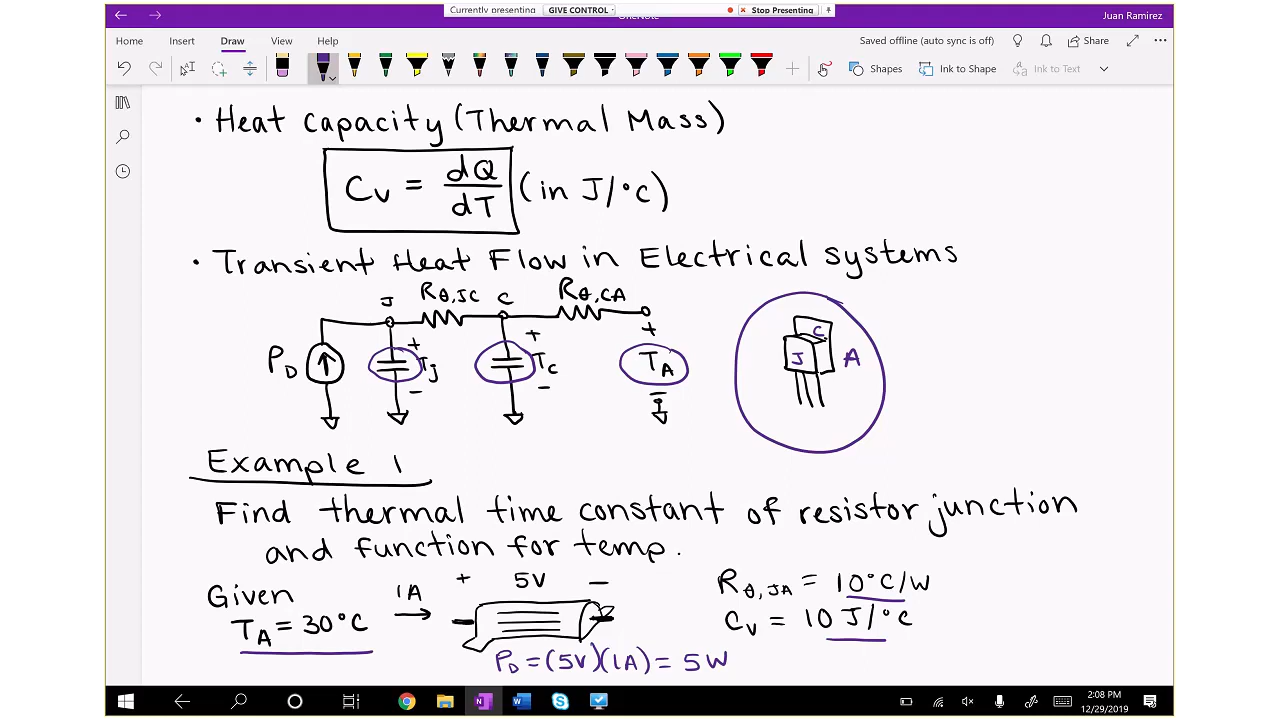 Currently presenting GIVE CONTROL Stop Presenting
OneNote
Juan Ramirez
Home Insert Draw View Help
Saved offline (auto sync is off) Share
Shapes Ink to Shape Ink to Text
• Heat capacity (Thermal Mass)
Cv = dQ/dT (in J/°C)
• Transient Heat Flow in Electrical systems
J Rθ,JC C Rθ,CA
+
+ +
PD Tj Tc TA
- - -
C
J A
Example 1
Find thermal time constant of resistor junction
and function for temp.
Given
TA = 30°C
1A → + 5V -
Rθ,JA = 10°C/W
Cv = 10 J/°C
PD = (5V)(1A) = 5W
2:08 PM
12/29/2019